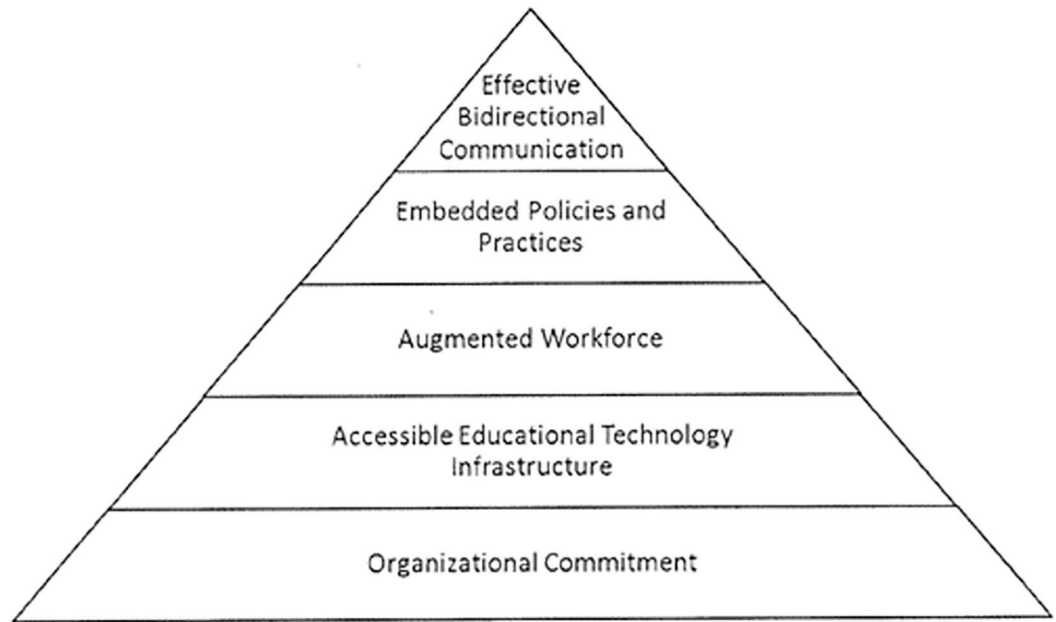 Effective
Bidirectional
Communication
Embedded Policies and
Practices
Augmented Workforce
Accessible Educational Technology
Infrastructure
Organizational Commitment